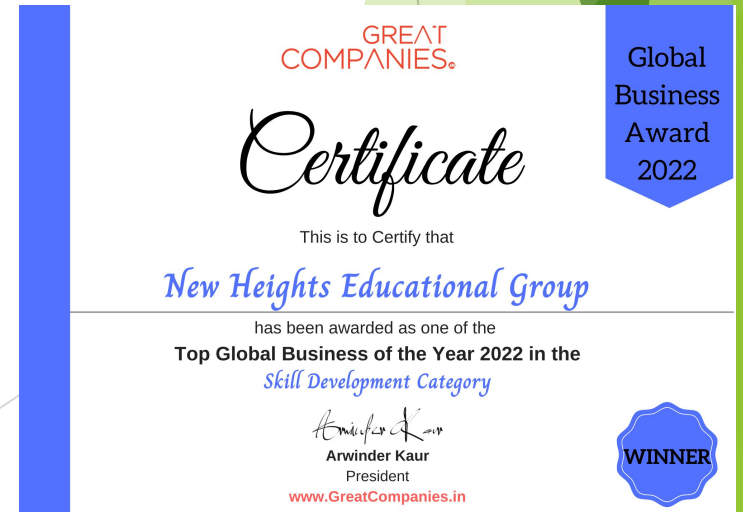 GREAT
COMPANIES
Global
Business
Award
2022
Certificate
This is to Certify that
New Heights Educational Group
has been awarded as one of the
Top Global Business of the Year 2022 in the
Skill Development Category
Arwinder Kaur
Arwinder Kaur
President
www.GreatCompanies.in
WINNER